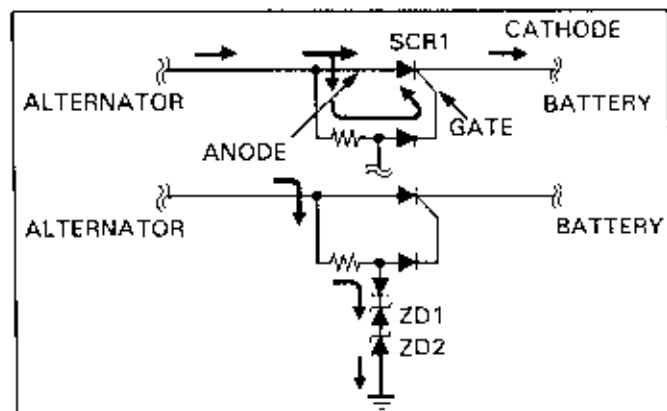 CATHODE
SCR1
ALTERNATOR
BATTERY
GATE
ANODE
ALTERNATOR
BATTERY
ZD1
ZD2